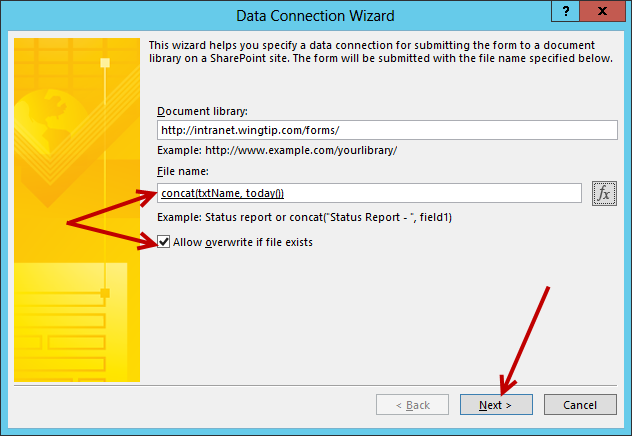 Data Connection Wizard
? X
This wizard helps you specify a data connection for submitting the form to a document
library on a SharePoint site. The form will be submitted with the file name specified below.
Document library:
http://intranet.wingtip.com/forms/
Example: http://www.example.com/yourlibrary/
File name:
concat(txtName, today())
fx
Example: Status report or concat("Status Report - ", field1)
Allow overwrite if file exists
< Back Next > Cancel